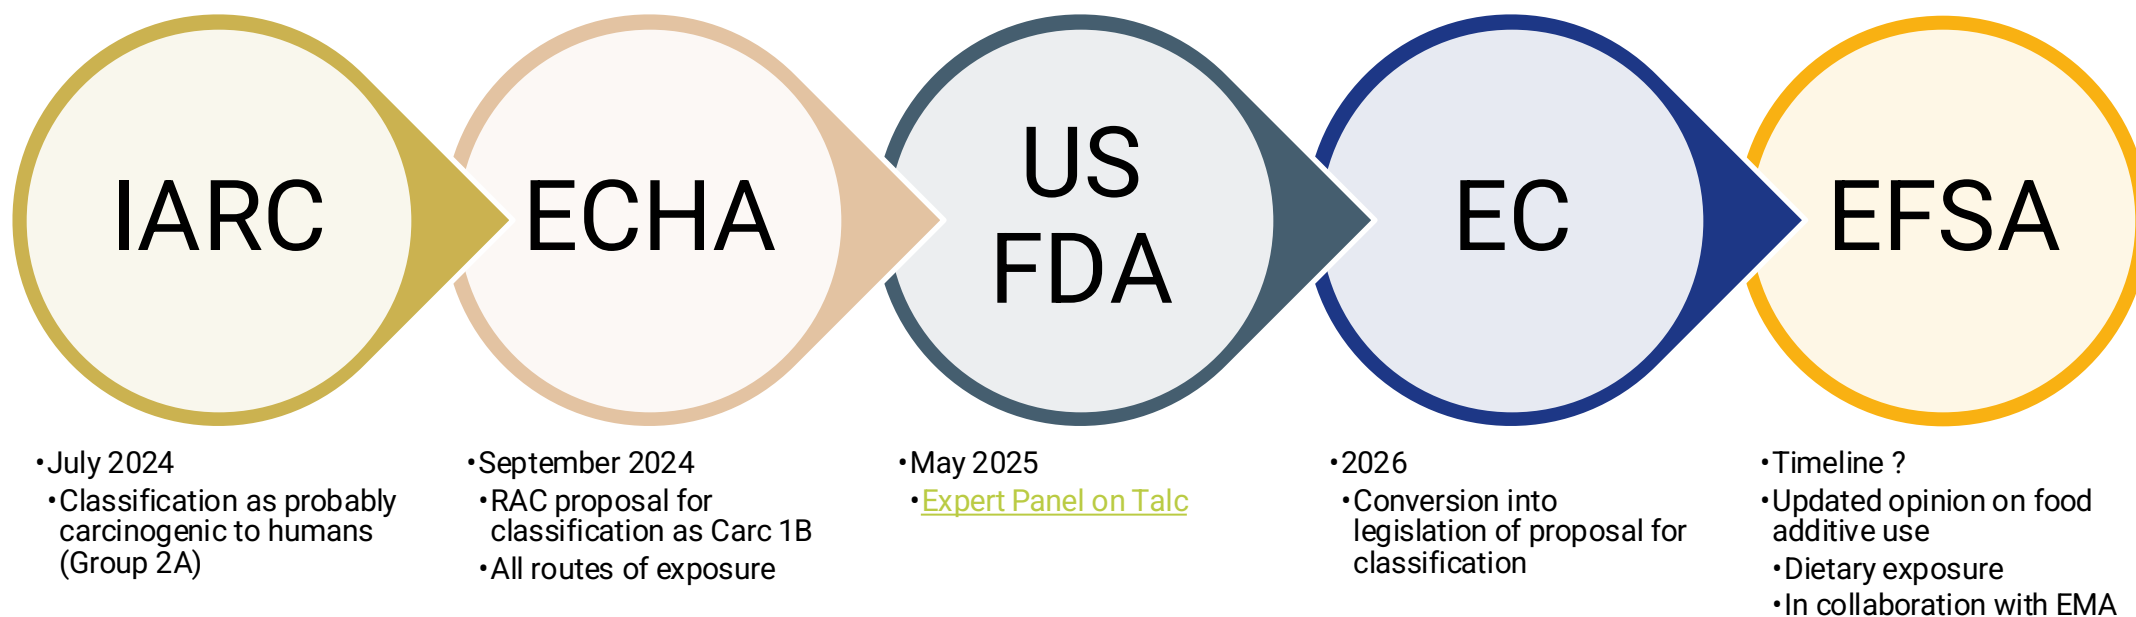 IARC
•July 2024
•Classification as probably
carcinogenic to humans
(Group 2A)
ECHA
•September 2024
•RAC proposal for
classification as Carc 1B
•All routes of exposure
US
FDA
•May 2025
•Expert Panel on Talc
EC
•2026
•Conversion into
legislation of proposal for
classification
EFSA
•Timeline ?
•Updated opinion on food
additive use
•Dietary exposure
•In collaboration with EMA